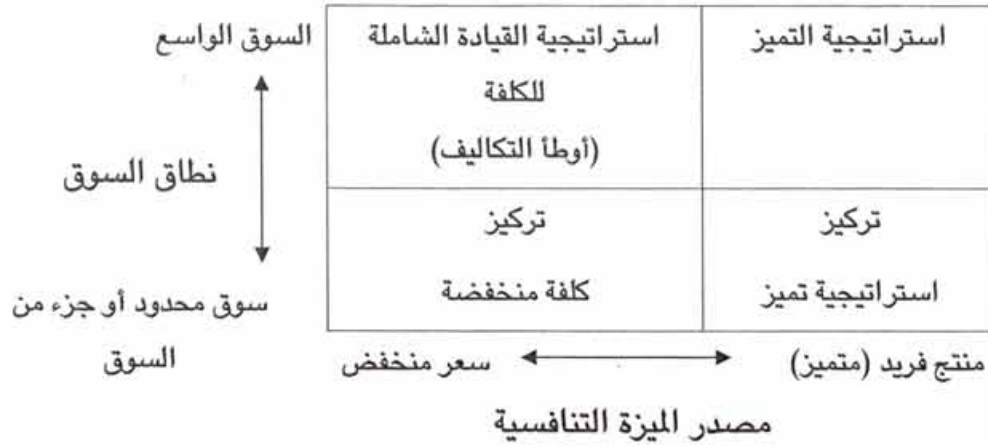 السوق الواسع
نطاق السوق
سوق محدود أو جزء من
السوق
استراتيجية التميز
استراتيجية القيادة الشاملة
للكلفة
(أوطأ التكاليف)
تركيز
استراتيجية تميز
تركيز
كلفة منخفضة
منتج فريد (متميز)
سعر منخفض
مصدر الميزة التنافسية